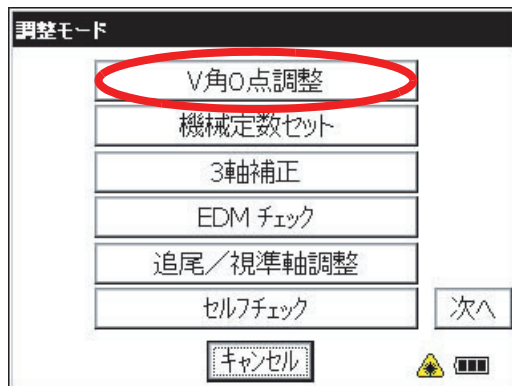 調整モード
V角0点調整
機械定数セット
3軸補正
EDM チェック
追尾／視準軸調整
セルフチェック
次へ
キャンセル